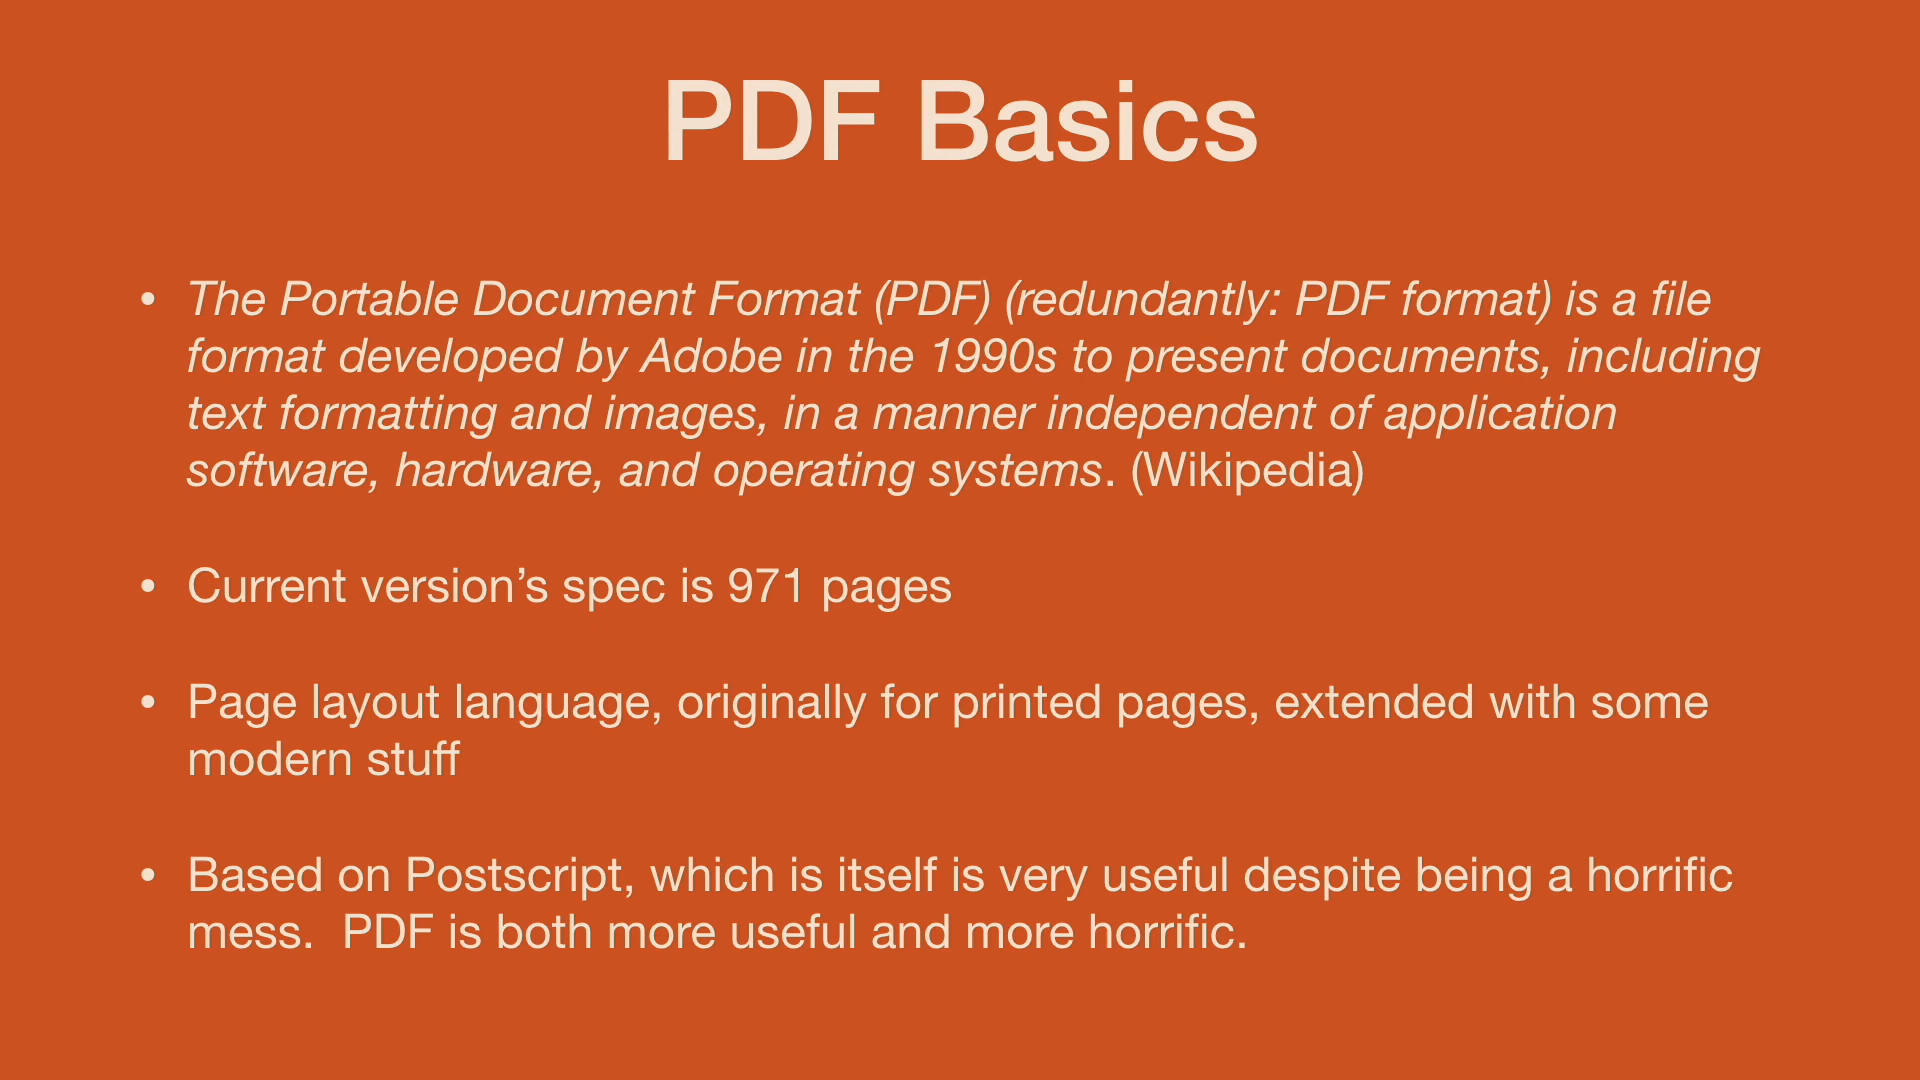 PDF Basics
• The Portable Document Format (PDF) (redundantly: PDF format) is a file
format developed by Adobe in the 1990s to present documents, including
text formatting and images, in a manner independent of application
software, hardware, and operating systems. (Wikipedia)
• Current version’s spec is 971 pages
• Page layout language, originally for printed pages, extended with some
modern stuff
• Based on Postscript, which is itself is very useful despite being a horrific
mess.  PDF is both more useful and more horrific.